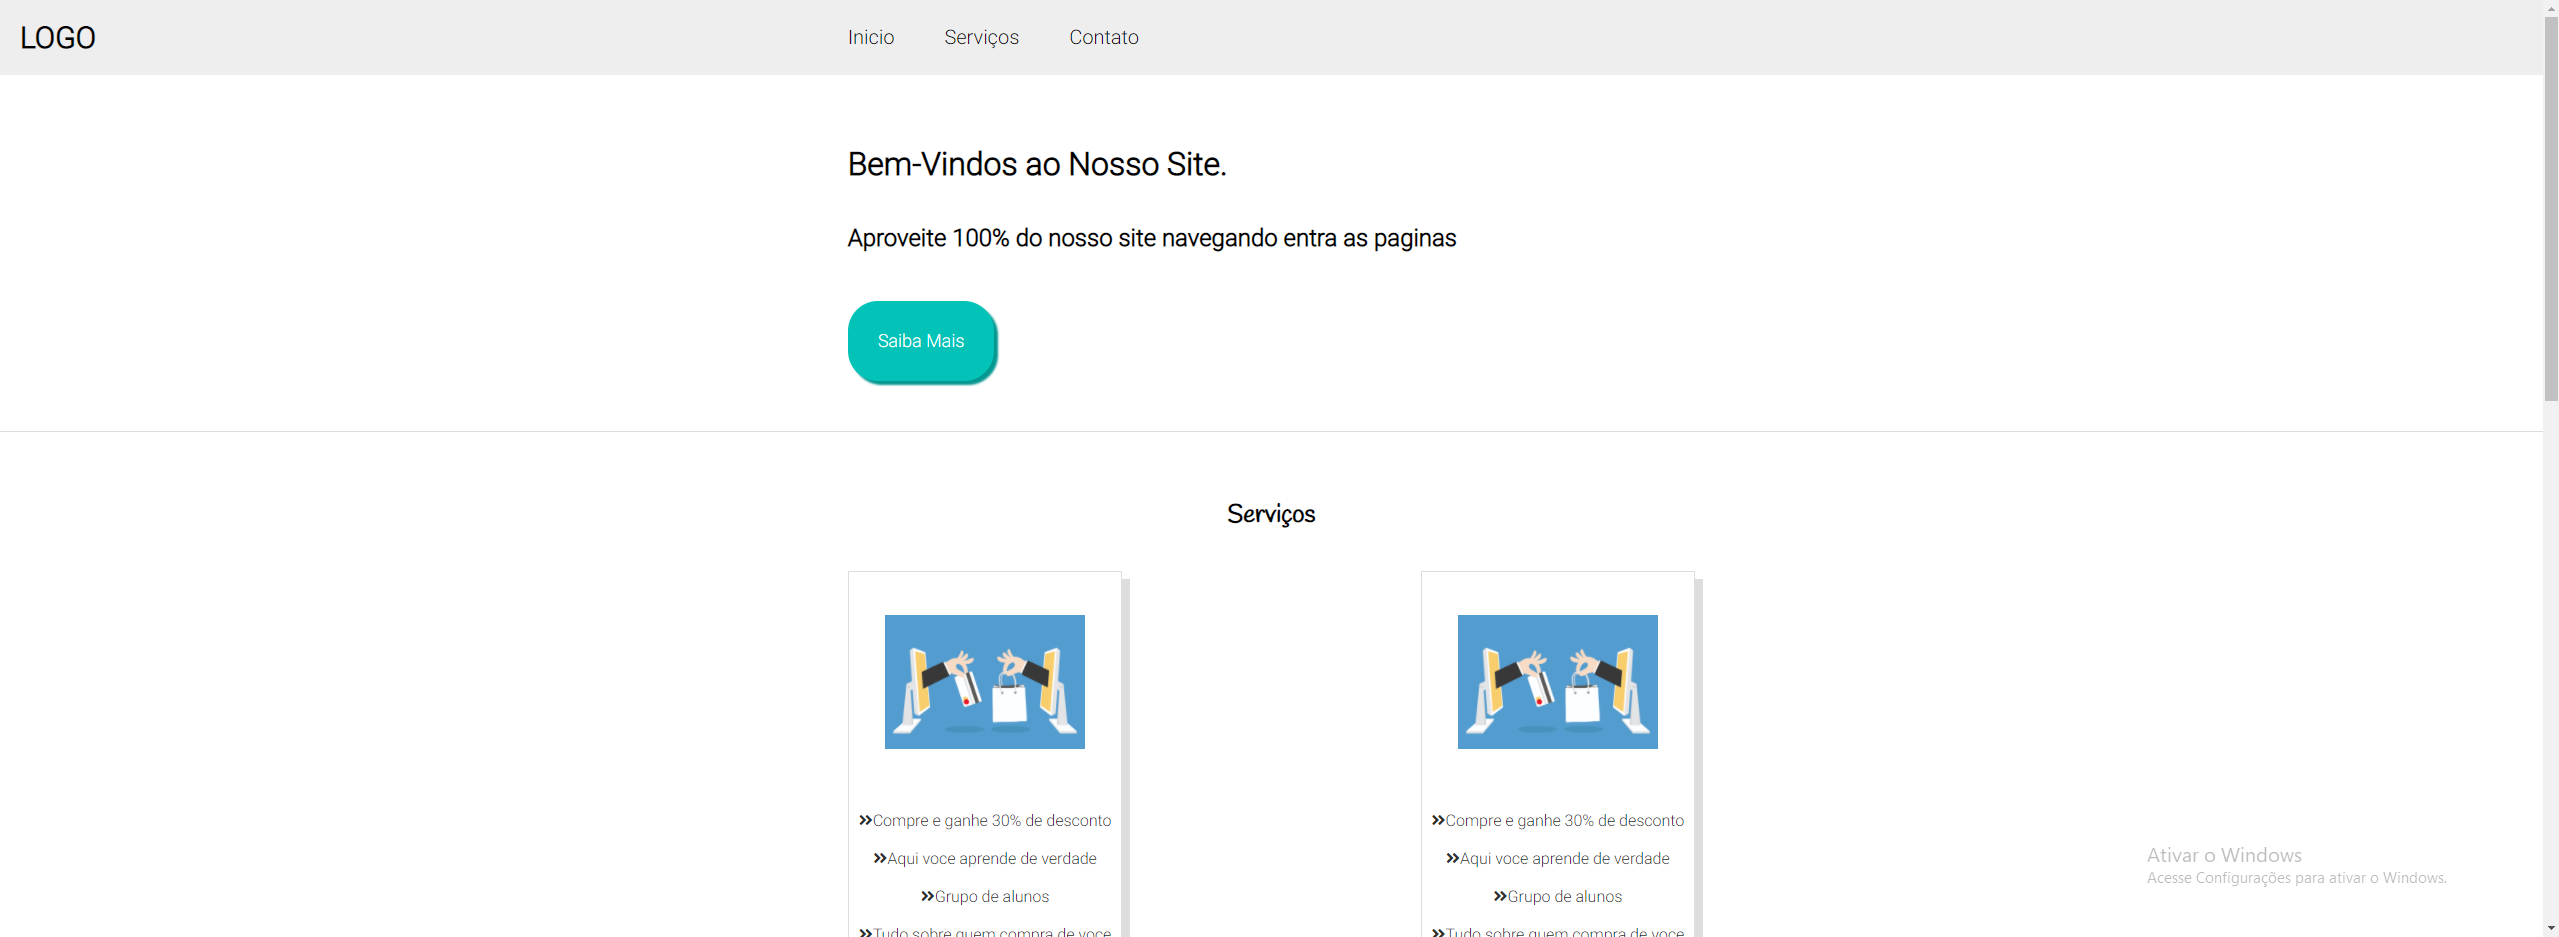 LOGO
Inicio
Serviços
Contato
Bem-Vindos ao Nosso Site.
Aproveite 100% do nosso site navegando entra as paginas
Saiba Mais
Serviços
Compre e ganhe 30% de desconto
Aqui voce aprende de verdade
Grupo de alunos
Tudo sobre quem compra de voce
Compre e ganhe 30% de desconto
Aqui voce aprende de verdade
Grupo de alunos
Tudo sobre quem compra de voce
Ativar o Windows
Acesse Configurações para ativar o Windows.